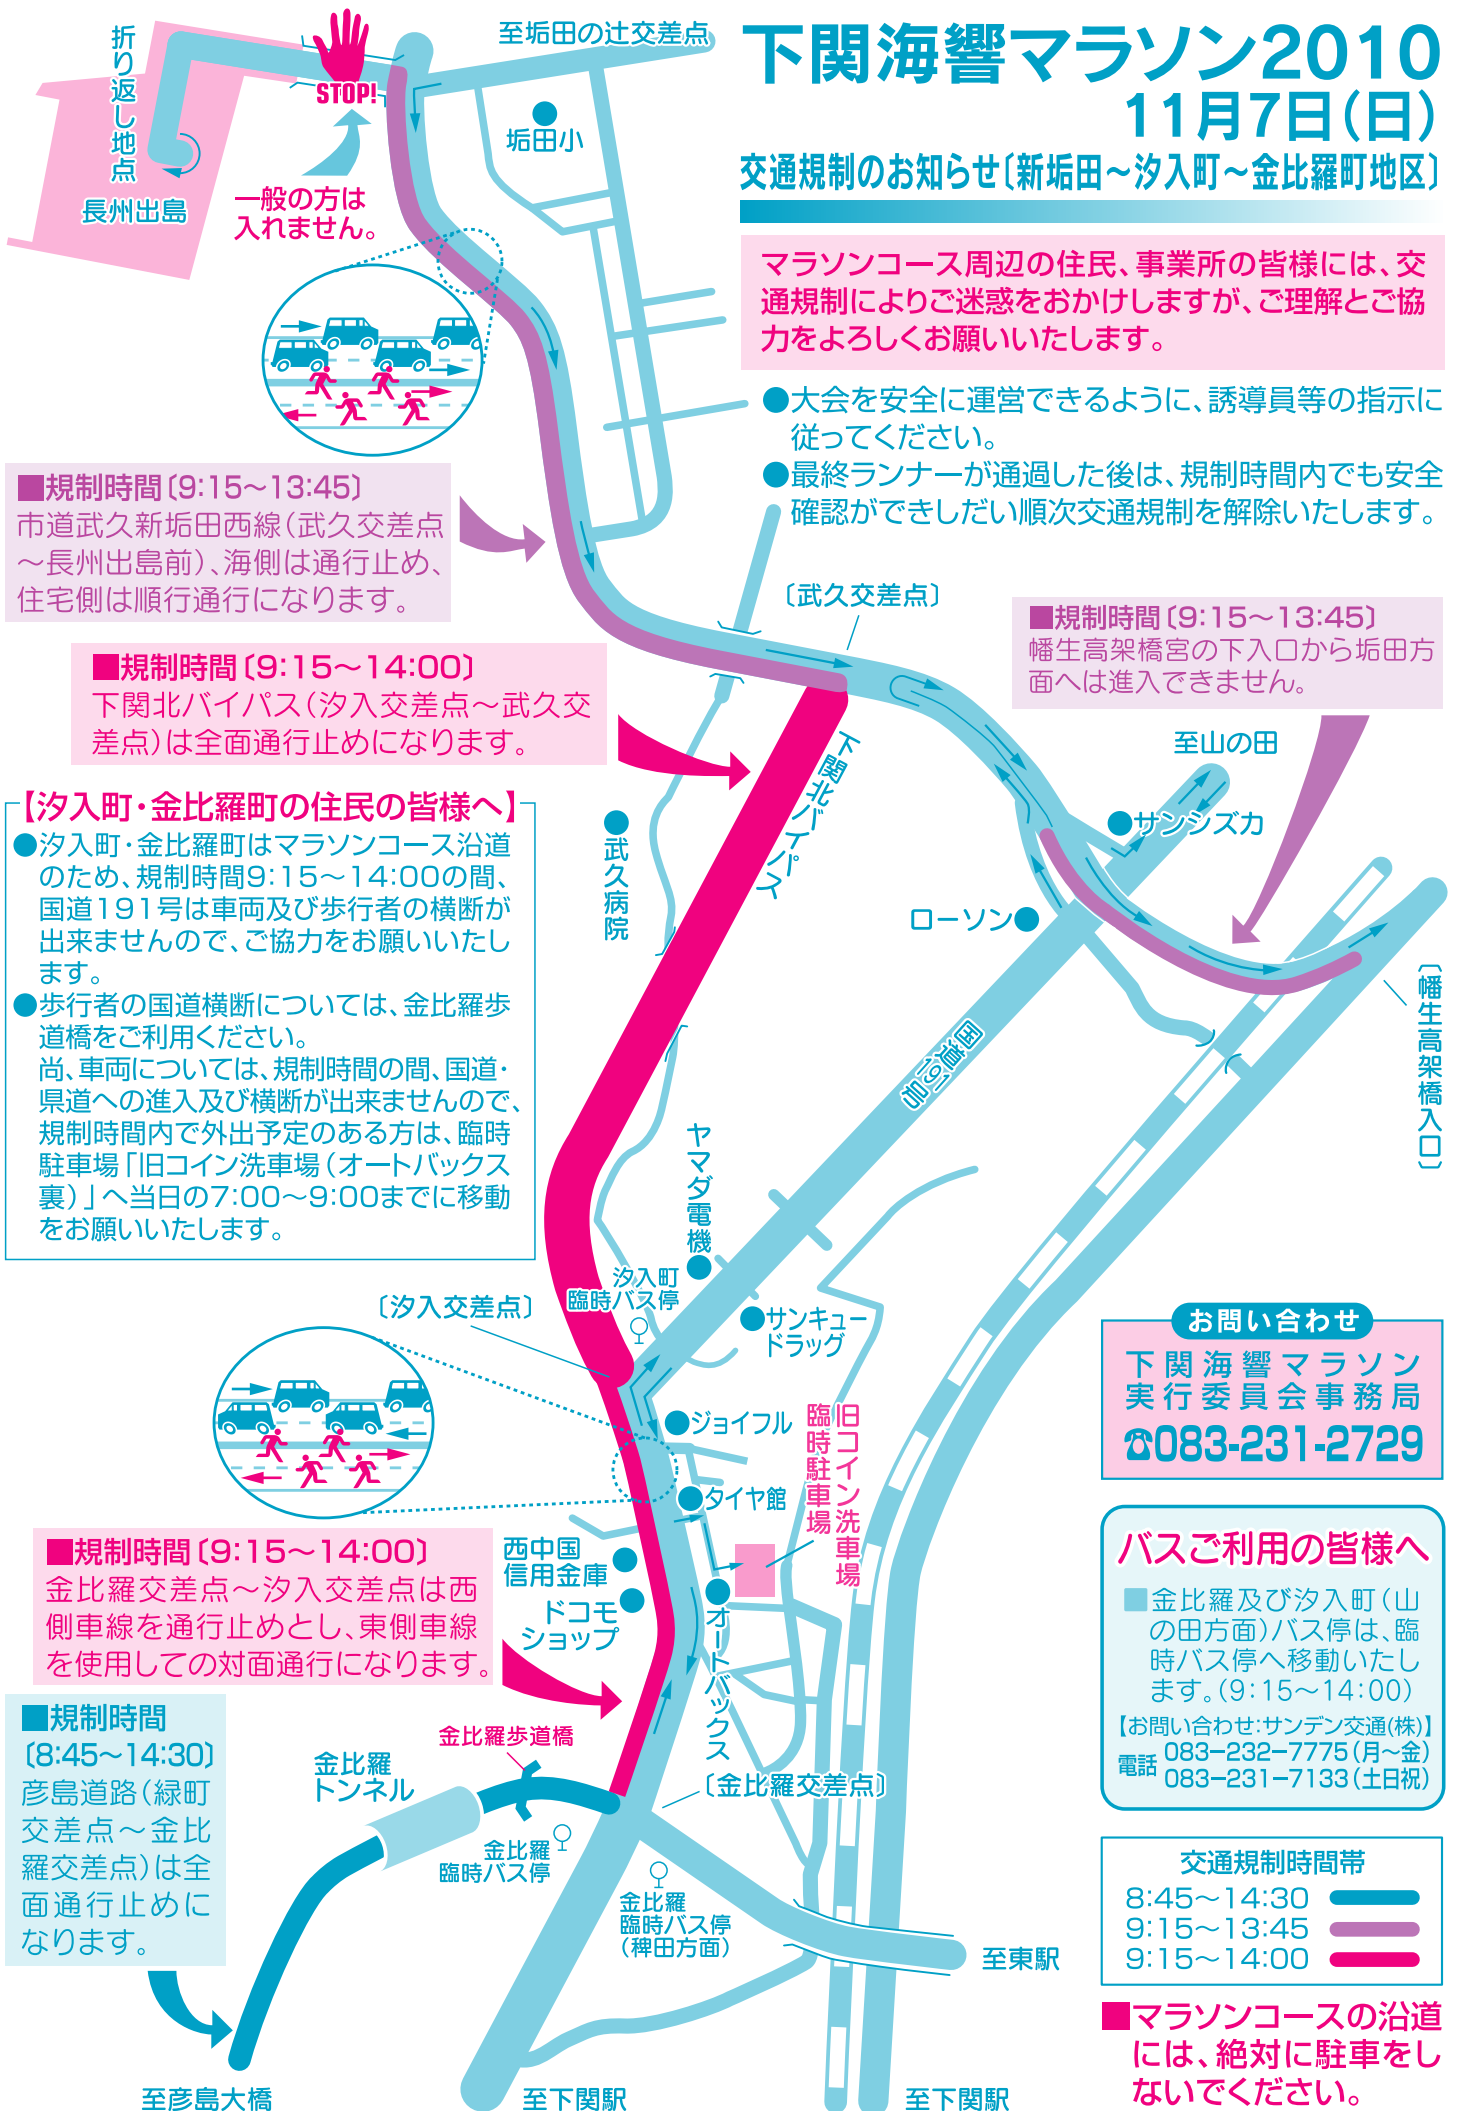 下関海響マラソン2010
11月7日(日)
交通規制のお知らせ〔新垢田～汐入町～金比羅町地区〕
マラソンコース周辺の住民、事業所の皆様には、交
通規制によりご迷惑をおかけしますが、ご理解とご協
力をよろしくお願いいたします。
●大会を安全に運営できるように、誘導員等の指示に
従ってください。
●最終ランナーが通過した後は、規制時間内でも安全
確認ができしだい順次交通規制を解除いたします。
折り返し地点
長州出島
STOP!
一般の方は
入れません。
至垢田の辻交差点
垢田小
■規制時間〔9:15～13:45〕
市道武久新垢田西線（武久交差点
～長州出島前）、海側は通行止め、
住宅側は順行通行になります。
■規制時間〔9:15～14:00〕
下関北バイパス（汐入交差点～武久交
差点）は全面通行止めになります。
〔武久交差点〕
■規制時間〔9:15～13:45〕
幡生高架橋宮の下入口から垢田方
面へは進入できません。
至山の田
サンシズカ
ローソン
下関北バイパス
武久病院
国道191号
〔幡生高架橋入口〕
【汐入町・金比羅町の住民の皆様へ】
●汐入町・金比羅町はマラソンコース沿道
のため、規制時間9:15～14:00の間、
国道191号は車両及び歩行者の横断が
出来ませんので、ご協力をお願いいたし
ます。
●歩行者の国道横断については、金比羅歩
道橋をご利用ください。
尚、車両については、規制時間の間、国道・
県道への進入及び横断が出来ませんので、
規制時間内で外出予定のある方は、臨時
駐車場「旧コイン洗車場（オートバックス
裏）」へ当日の7:00～9:00までに移動
をお願いいたします。
ヤマダ電機
汐入町
臨時バス停
〔汐入交差点〕
サンキュー
ドラッグ
ジョイフル
タイヤ館
旧コイン洗車場
臨時駐車場
西中国
信用金庫
ドコモ
ショップ
オートバックス
■規制時間〔9:15～14:00〕
金比羅交差点～汐入交差点は西
側車線を通行止めとし、東側車線
を使用しての対面通行になります。
■規制時間
〔8:45～14:30〕
彦島道路（緑町
交差点～金比
羅交差点）は全
面通行止めに
なります。
金比羅
トンネル
金比羅歩道橋
〔金比羅交差点〕
金比羅
臨時バス停
金比羅
臨時バス停
（稗田方面）
至東駅
至彦島大橋
至下関駅
至下関駅
お問い合わせ
下関海響マラソン
実行委員会事務局
☎083-231-2729
バスご利用の皆様へ
■金比羅及び汐入町（山
の田方面）バス停は、臨
時バス停へ移動いたし
ます。（9:15～14:00）
【お問い合わせ:サンデン交通(株)】
電話 083−232−7775（月～金）
083−231−7133（土日祝）
交通規制時間帯
8:45～14:30
9:15～13:45
9:15～14:00
■マラソンコースの沿道
には、絶対に駐車をし
ないでください。